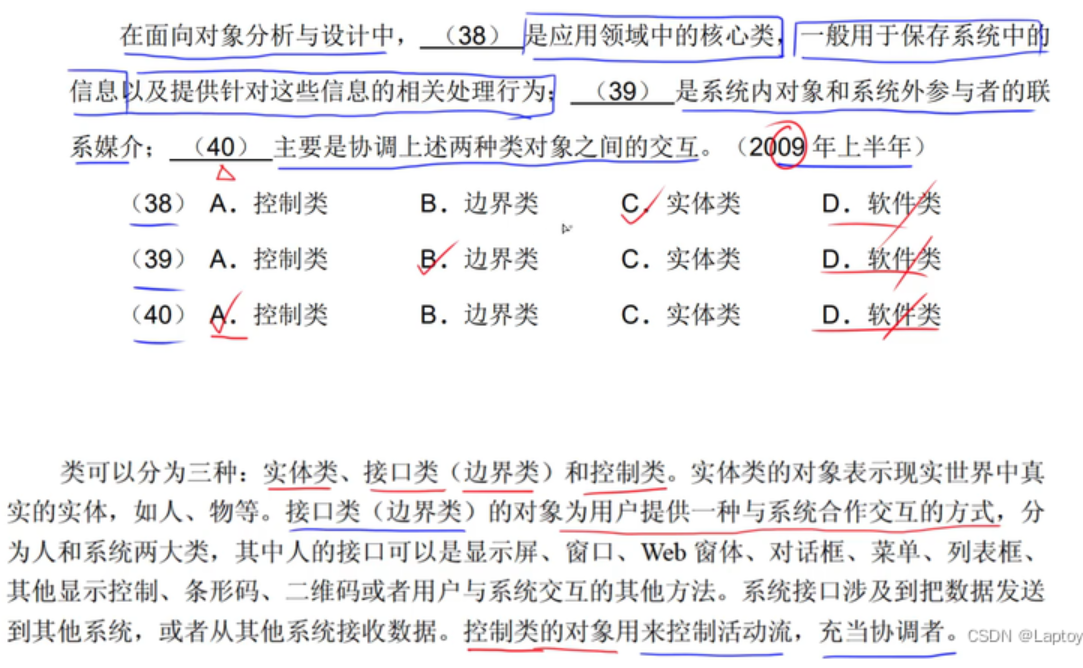 在面向对象分析与设计中，（38）是应用领域中的核心类，一般用于保存系统中的
信息以及提供针对这些信息的相关处理行为；（39）是系统内对象和系统外参与者的联
系媒介；（40）主要是协调上述两种类对象之间的交互。（2009 年上半年）
（38） A．控制类 B．边界类 C．实体类 D．软件类
（39） A．控制类 B．边界类 C．实体类 D．软件类
（40） A．控制类 B．边界类 C．实体类 D．软件类
类可以分为三种：实体类、接口类（边界类）和控制类。实体类的对象表示现实世界中真
实的实体，如人、物等。接口类（边界类）的对象为用户提供一种与系统合作交互的方式，分
为人和系统两大类，其中人的接口可以是显示屏、窗口、Web 窗体、对话框、菜单、列表框、
其他显示控制、条形码、二维码或者用户与系统交互的其他方法。系统接口涉及到把数据发送
到其他系统，或者从其他系统接收数据。控制类的对象用来控制活动流，充当协调者。
CSDN @Laptoy